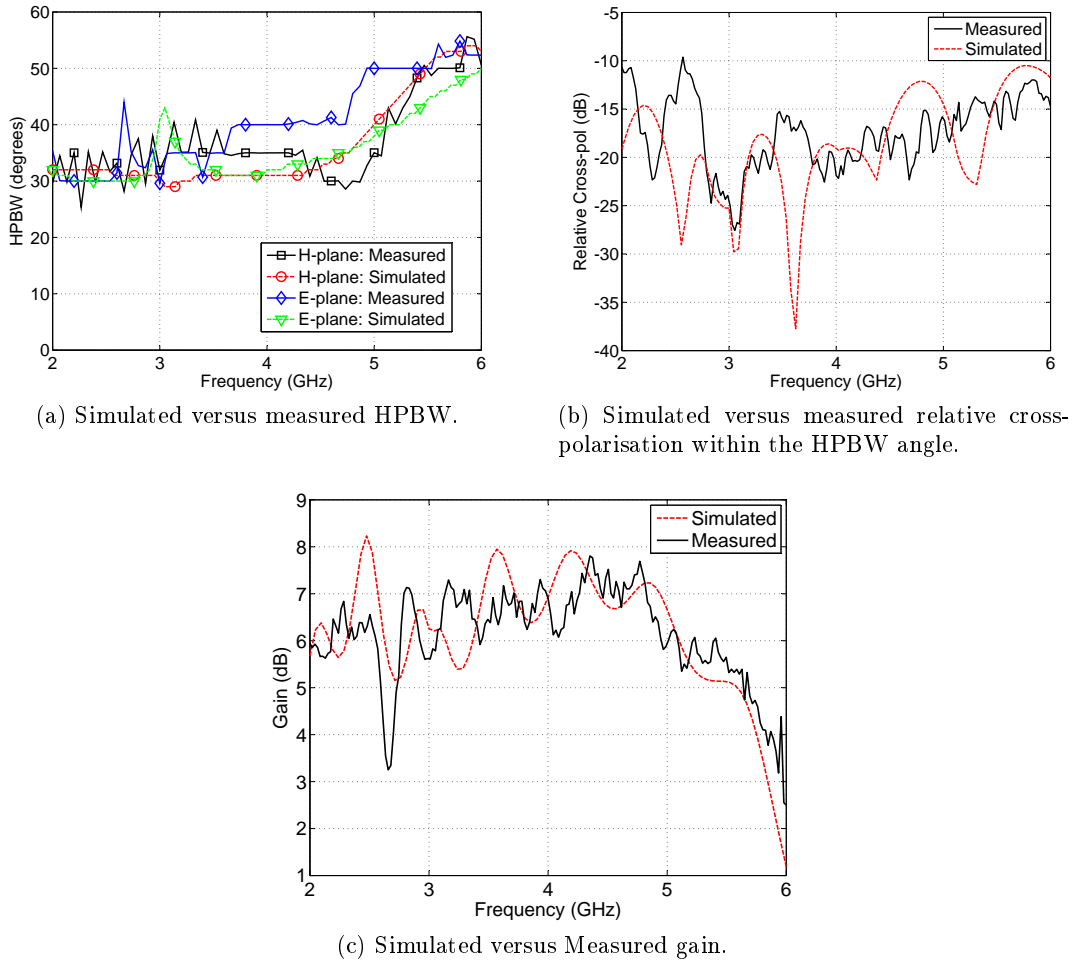 60
50
40
30
20
10
0
HPBW (degrees)
H-plane: Measured
H-plane: Simulated
E-plane: Measured
E-plane: Simulated
2 3 4 5 6
Frequency (GHz)
(a) Simulated versus measured HPBW.
-5
-10
-15
-20
-25
-30
-35
-40
Relative Cross-pol (dB)
Measured
Simulated
2 3 4 5 6
Frequency (GHz)
(b) Simulated versus measured relative cross-
polarisation within the HPBW angle.
9
8
7
6
5
4
3
2
1
Gain (dB)
Simulated
Measured
2 3 4 5 6
Frequency (GHz)
(c) Simulated versus Measured gain.